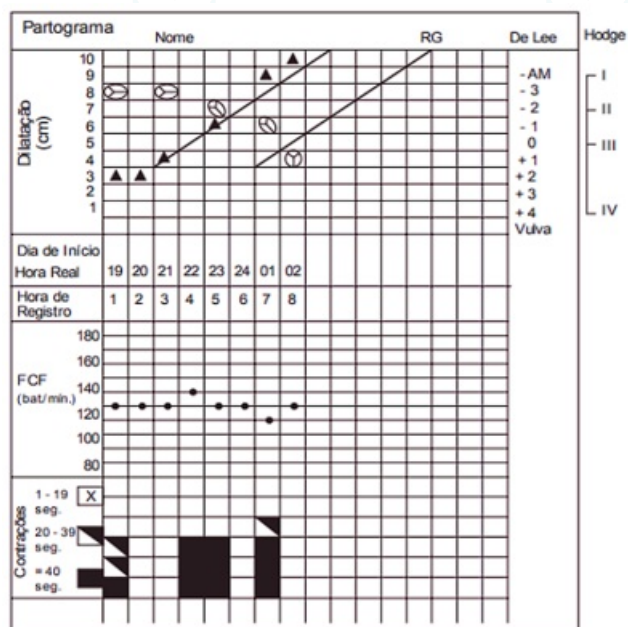 Partograma
Nome
RG
De Lee
Hodge
Dilatação
(cm)
10
9
8
7
6
5
4
3
2
1
- AM
- 3
- 2
- 1
0
+ 1
+ 2
+ 3
+ 4
Vulva
I
II
III
IV
Dia de Início
Hora Real 19 20 21 22 23 24 01 02
Hora de
Registro
1 2 3 4 5 6 7 8
FCF
(bat/min.)
180
160
140
120
100
80
Contrações
1 - 19 X
seg.
20 - 39
seg.
= 40
seg.